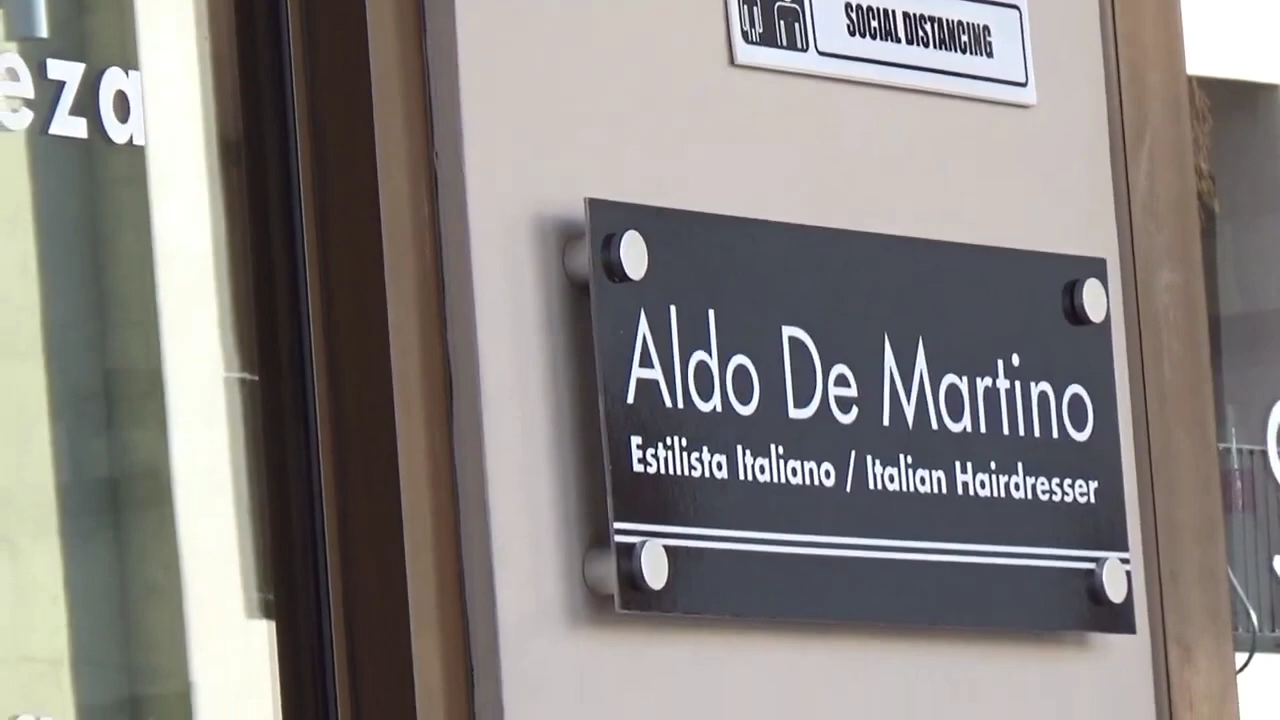 SOCIAL DISTANCING
eza
Aldo De Martino
Estilista Italiano / Italian Hairdresser